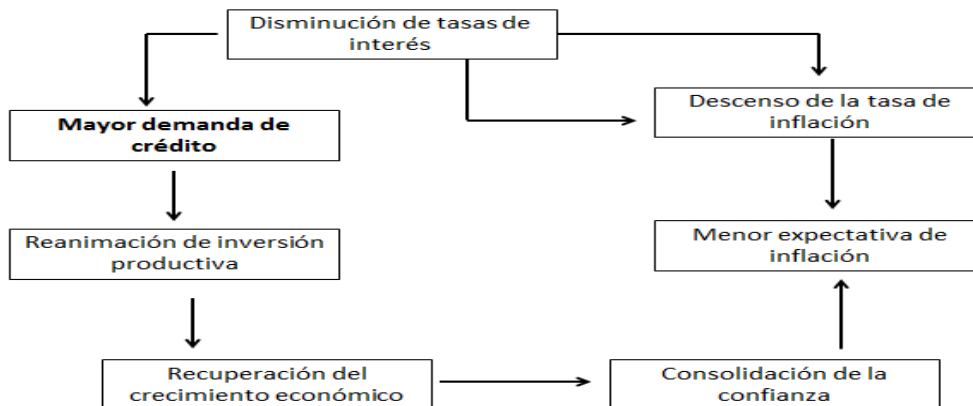 Disminución de tasas de
interés
Mayor demanda de
crédito
Descenso de la tasa de
inflación
Reanimación de inversión
productiva
Menor expectativa de
inflación
Recuperación del
crecimiento económico
Consolidación de la
confianza